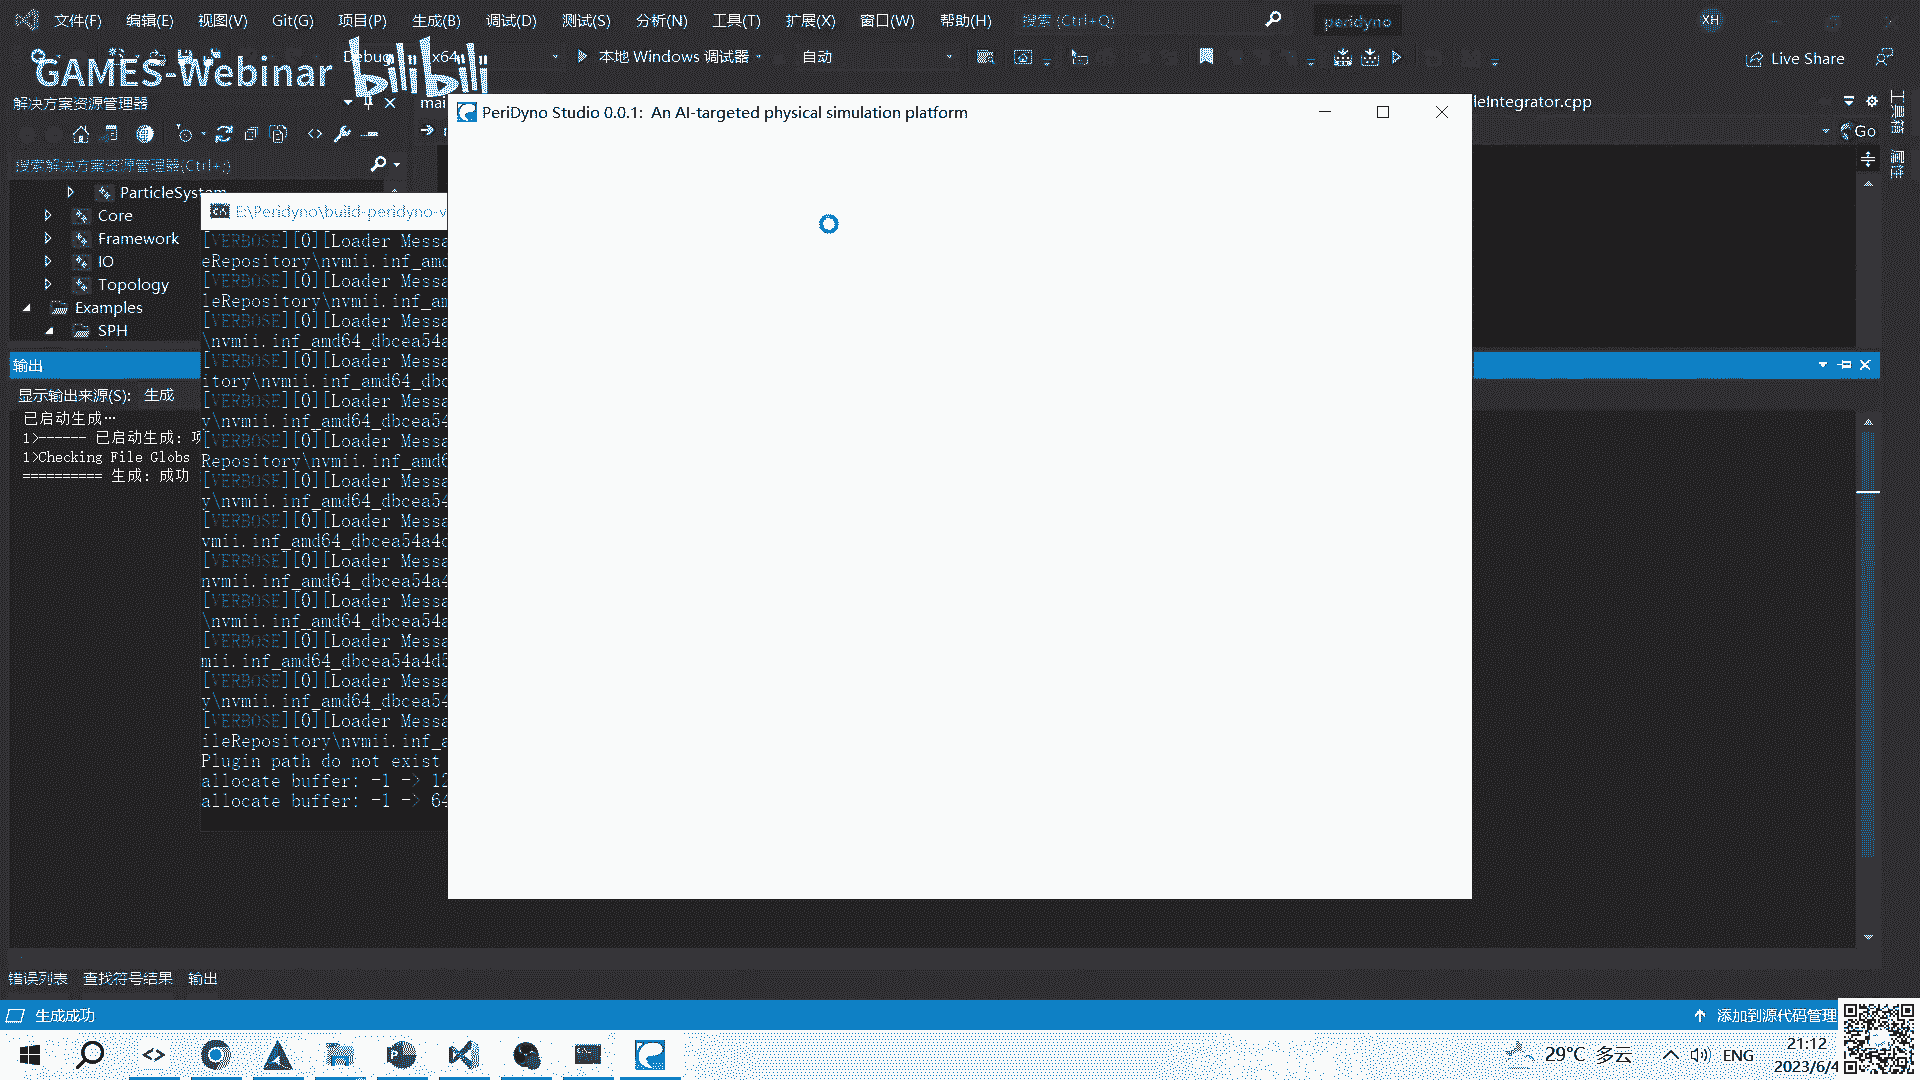 文件(F) 编辑(E) 视图(V) Git(G) 项目(P) 生成(B) 调试(D) 测试(S) 分析(N) 工具(T) 扩展(X) 窗口(W) 帮助(H) 搜索 (Ctrl+Q) peridyno XH
Debug x64 本地 Windows 调试器 自动 Live Share
GAMES-Webinar bilibili
解决方案资源管理器 mai leIntegrator.cpp
PeriDyno Studio 0.0.1: An AI-targeted physical simulation platform
Go
搜索解决方案资源管理器(Ctrl+;)
ParticleSystem
Core
Framework
IO
Topology
Examples
SPH
工具箱
属性
E:\Peridyno\build-peridyno-v
[VERBOSE][0][Loader Messa
eRepository\nvmii.inf_amd
[VERBOSE][0][Loader Messa
leRepository\nvmii.inf_am
[VERBOSE][0][Loader Messa
\nvmii.inf_amd64_dbcea54a
[VERBOSE][0][Loader Messa
itory\nvmii.inf_amd64_dbc
[VERBOSE][0][Loader Messa
y\nvmii.inf_amd64_dbcea54
[VERBOSE][0][Loader Messa
Repository\nvmii.inf_amd6
[VERBOSE][0][Loader Messa
y\nvmii.inf_amd64_dbcea54
[VERBOSE][0][Loader Messa
vmii.inf_amd64_dbcea54a4d
[VERBOSE][0][Loader Messa
nvmii.inf_amd64_dbcea54a4
[VERBOSE][0][Loader Messa
\nvmii.inf_amd64_dbcea54a
[VERBOSE][0][Loader Messa
mii.inf_amd64_dbcea54a4d5
[VERBOSE][0][Loader Messa
y\nvmii.inf_amd64_dbcea54
[VERBOSE][0][Loader Messa
ileRepository\nvmii.inf_a
Plugin path do not exist
allocate buffer: -1 -> 12
allocate buffer: -1 -> 64
输出
显示输出来源(S): 生成
已启动生成…
1>------ 已启动生成: 项
1>Checking File Globs
========== 生成: 成功
错误列表 查找符号结果 输出
生成成功 添加到源代码管理
29°C 多云 ENG 21:12
2023/6/4